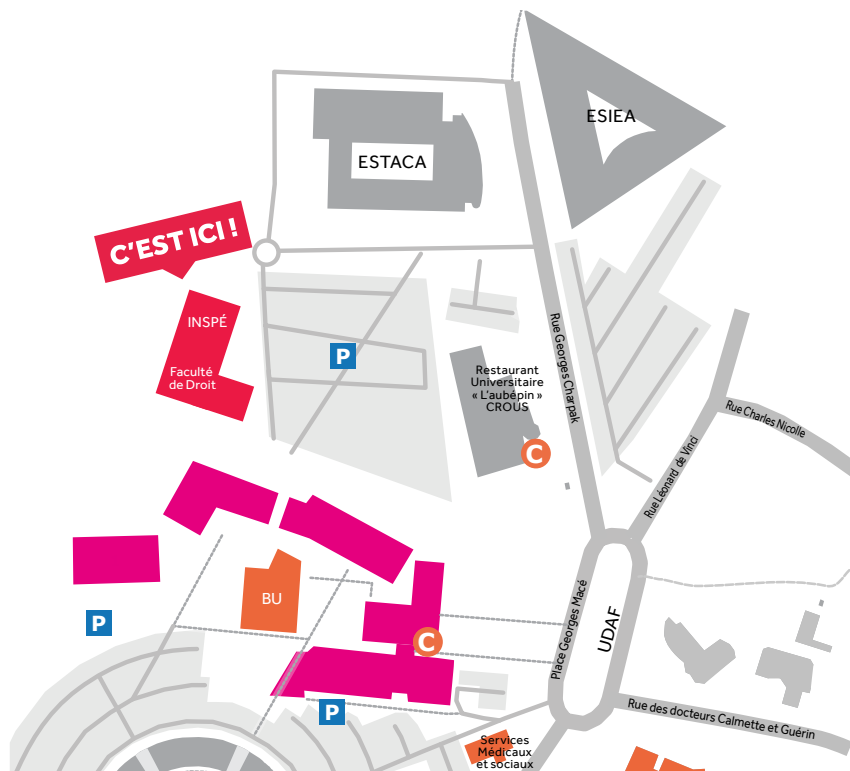 ESIEA
ESTACA
C'EST ICI !
INSPÉ
Faculté
de Droit
P
Rue Georges Charpak
Restaurant
Universitaire
« L'aubépin »
CROUS
C
Rue Charles Nicolle
Rue Léonard de Vinci
BU
P
C
Place Georges Macé
UDAF
P
Rue des docteurs Calmette et Guérin
Services
Médicaux
et sociaux